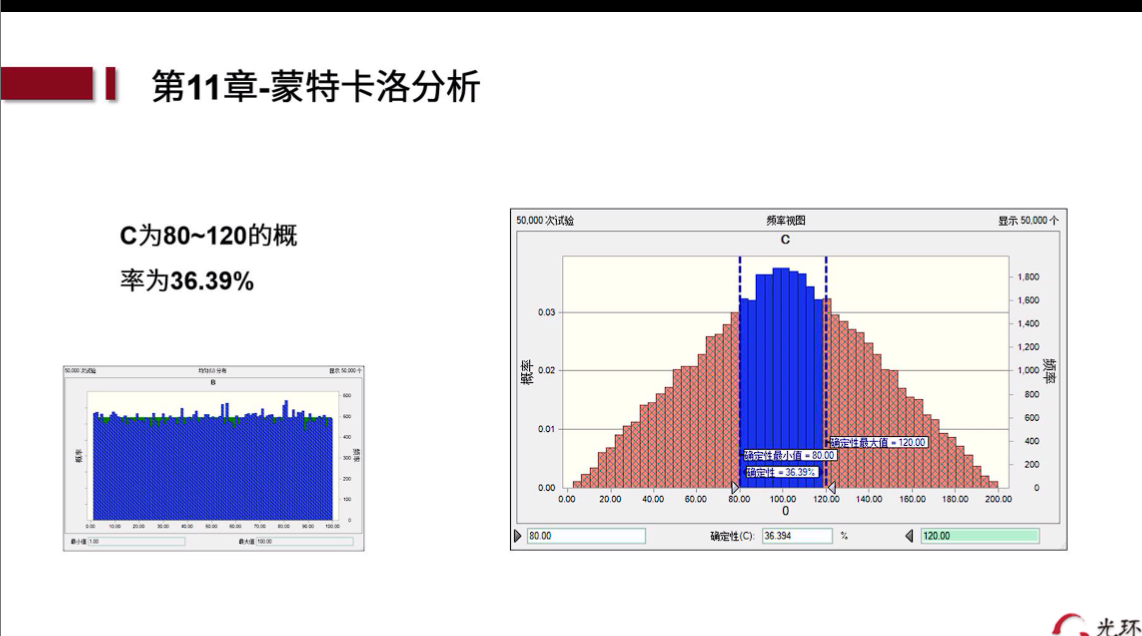 第11章-蒙特卡洛分析
C为80~120的概
率为36.39%
50,000 次试验 均匀分布 显示 50,000 个
B
概率
频率
600
500
400
300
200
100
0
0.00 10.00 20.00 30.00 40.00 50.00 60.00 70.00 80.00 90.00 100.00
最小值 1.00 最大值 100.00
50,000 次试验 频率视图 显示 50,000 个
C
1,800
1,600
0.03
1,400
1,200
0.02 1,000
概率
频率
800
600
0.01
400
200
0.00 0
确定性最大值 = 120.00
确定性最小值 = 80.00
确定性 = 36.39%
0.00 20.00 40.00 60.00 80.00 100.00 120.00 140.00 160.00 180.00 200.00
0
80.00 确定性(C): 36.394 % 120.00
光环